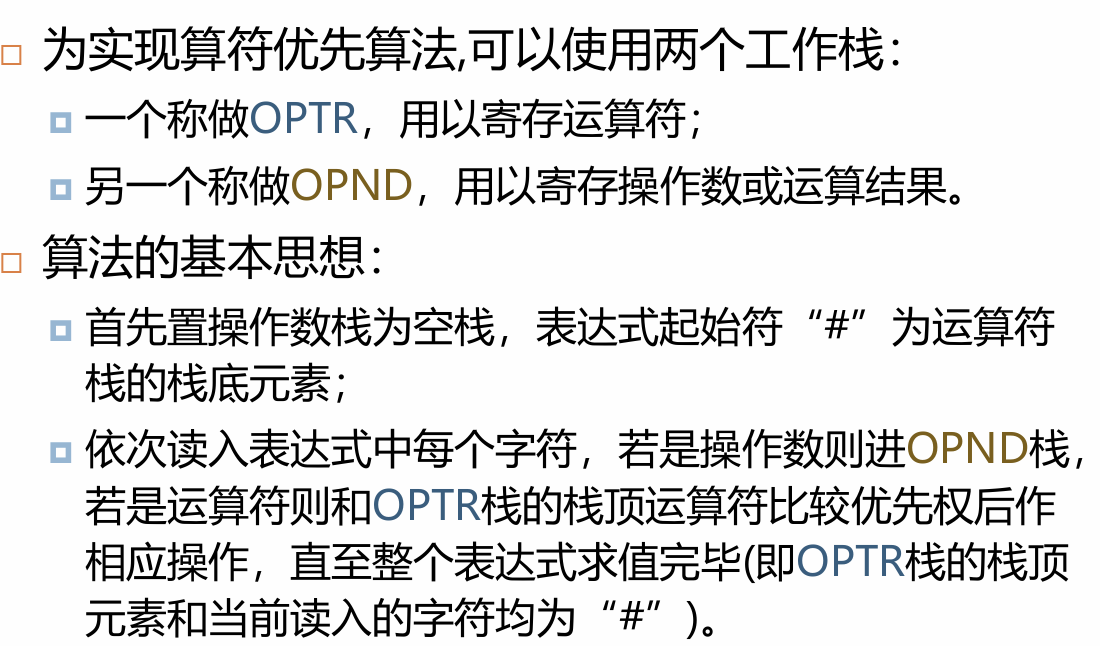 为实现算符优先算法,可以使用两个工作栈：
一个称做OPTR，用以寄存运算符；
另一个称做OPND，用以寄存操作数或运算结果。
算法的基本思想：
首先置操作数栈为空栈，表达式起始符“#”为运算符
栈的栈底元素；
依次读入表达式中每个字符，若是操作数则进OPND栈，
若是运算符则和OPTR栈的栈顶运算符比较优先权后作
相应操作，直至整个表达式求值完毕(即OPTR栈的栈顶
元素和当前读入的字符均为“#”)。